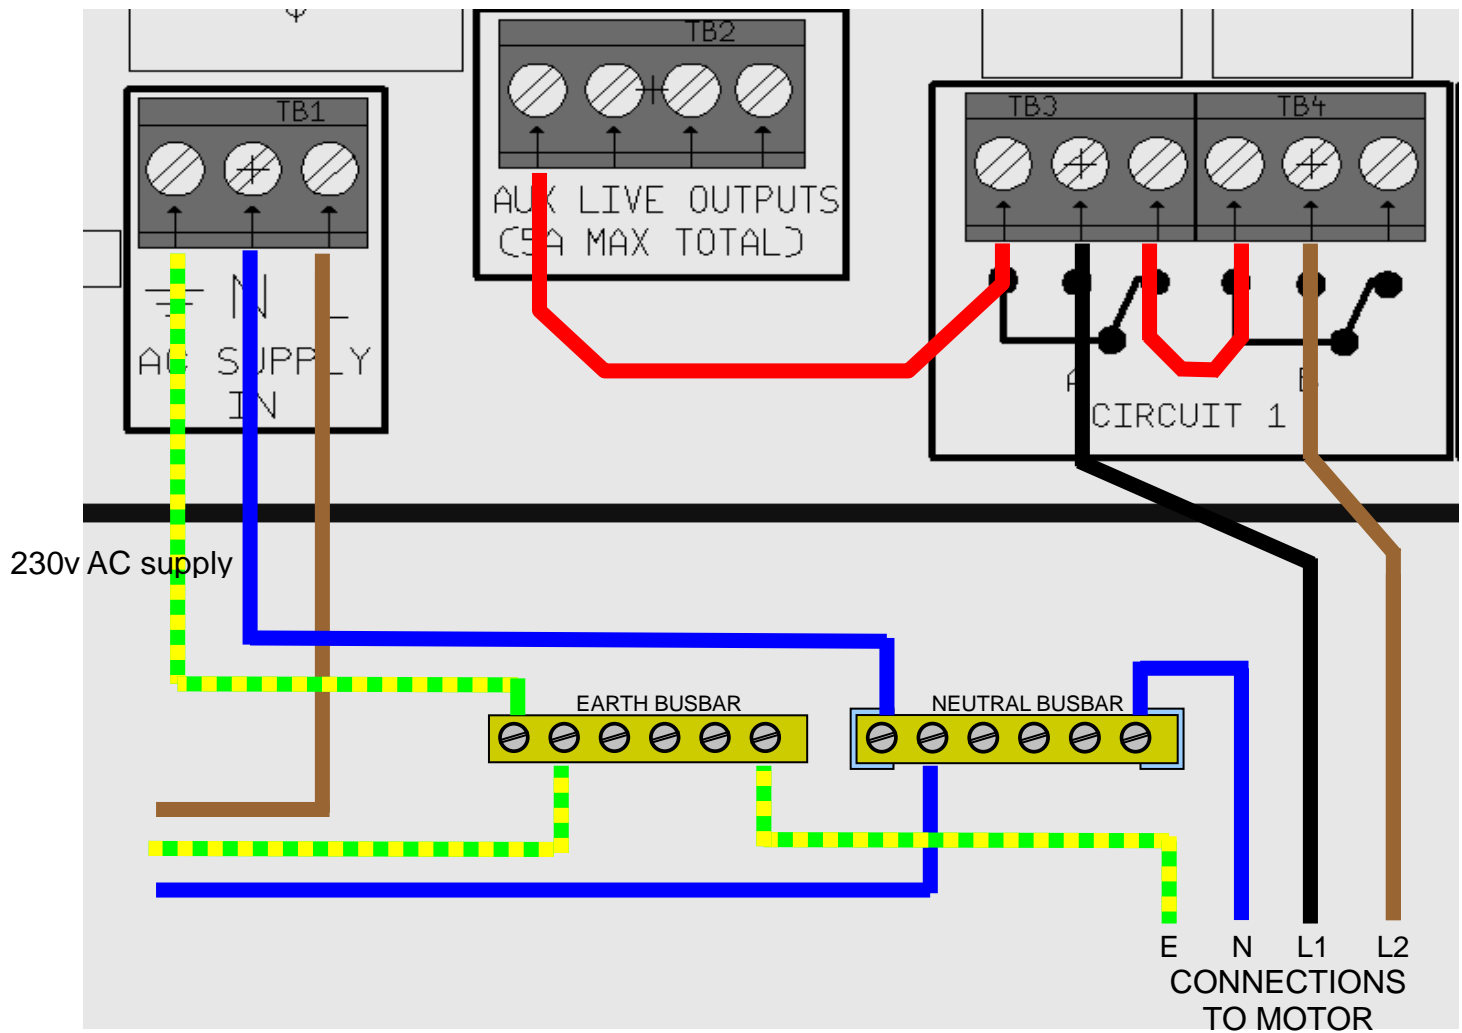 TB1
TB2
TB3
TB4
AUX LIVE OUTPUTS
(5A MAX TOTAL)
N L
AC SUPPLY
IN
A B
CIRCUIT 1
230v AC supply
EARTH BUSBAR
NEUTRAL BUSBAR
E N L1 L2
CONNECTIONS
TO MOTOR